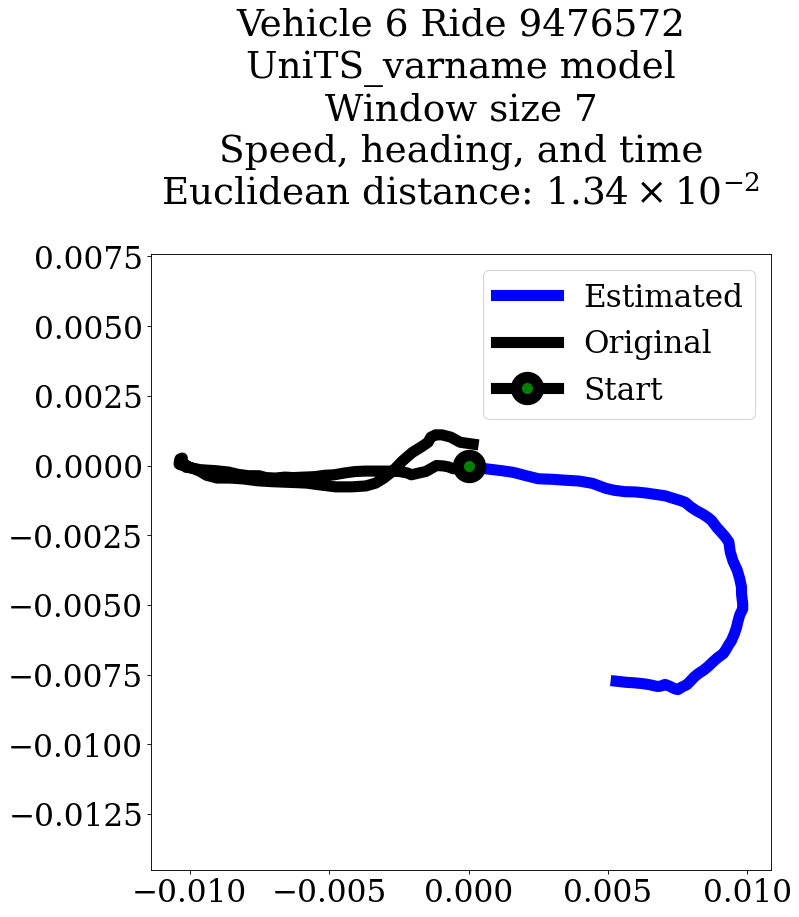 Vehicle 6 Ride 9476572
UniTS_varname model
Window size 7
Speed, heading, and time
Euclidean distance: 1.34 × 10⁻²
0.0075
0.0050
0.0025
0.0000
−0.0025
−0.0050
−0.0075
−0.0100
−0.0125
Estimated
Original
Start
−0.010
−0.005
0.000
0.005
0.010